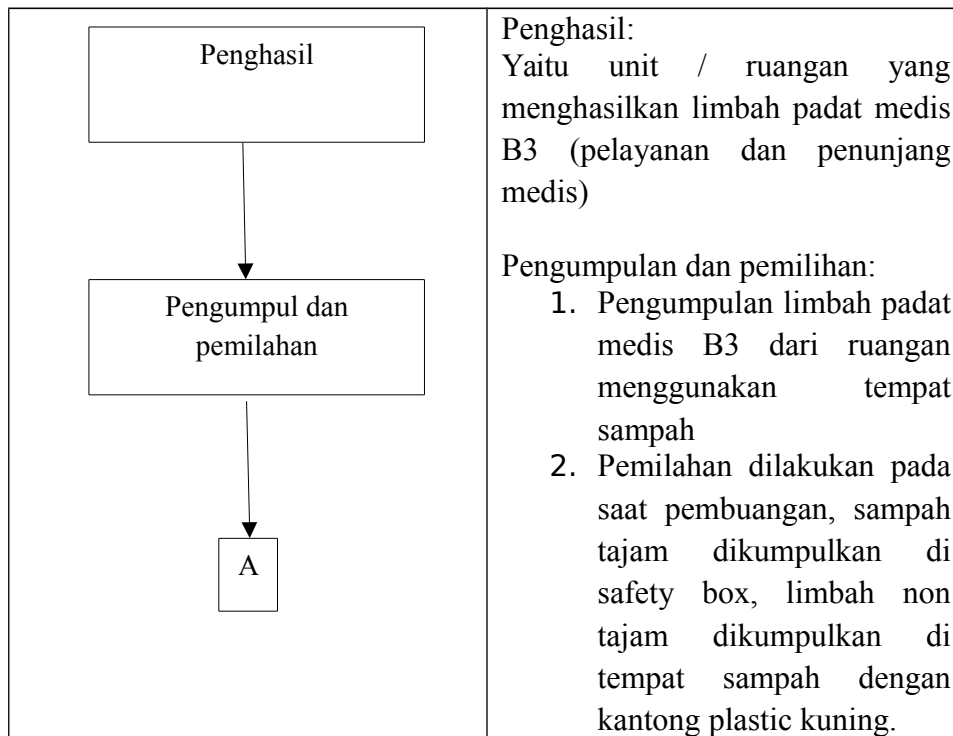 Penghasil
Pengumpul dan
pemilahan
A
Penghasil:
Yaitu unit / ruangan yang
menghasilkan limbah padat medis
B3 (pelayanan dan penunjang
medis)
Pengumpulan dan pemilihan:
1. Pengumpulan limbah padat
medis B3 dari ruangan
menggunakan tempat
sampah
2. Pemilahan dilakukan pada
saat pembuangan, sampah
tajam dikumpulkan di
safety box, limbah non
tajam dikumpulkan di
tempat sampah dengan
kantong plastic kuning.